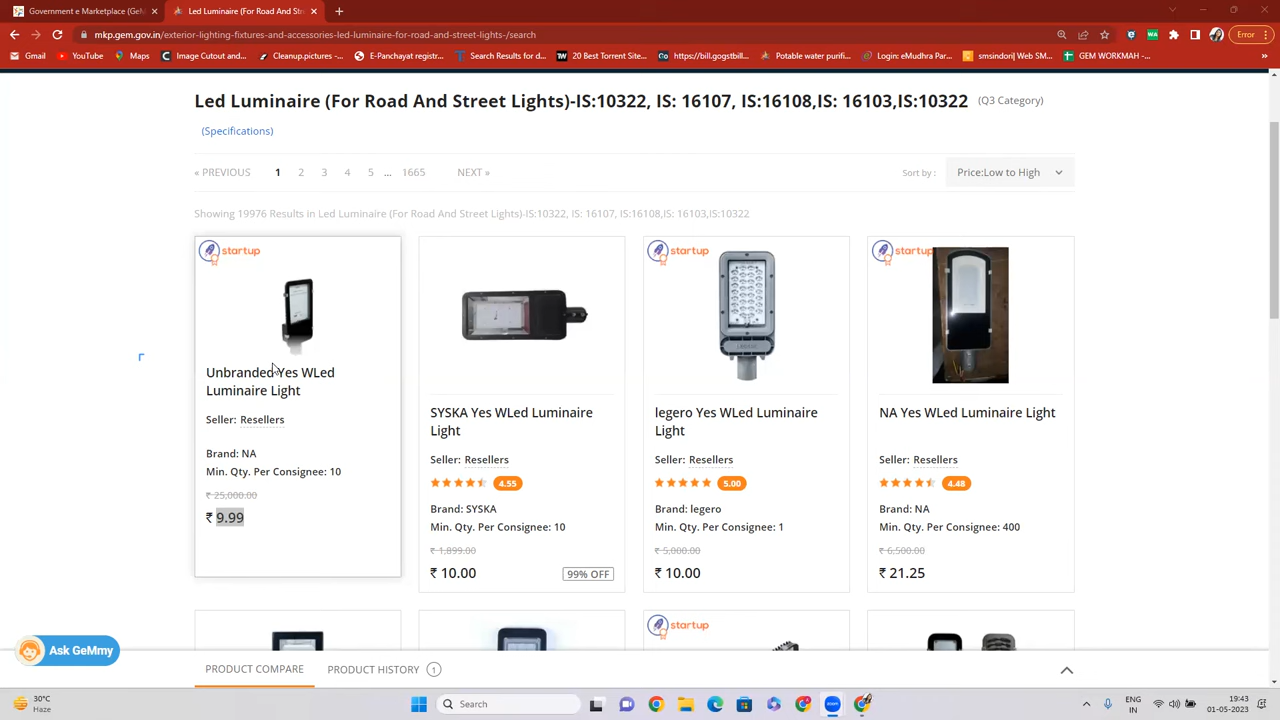 Government e Marketplace (GeM
Led Luminaire (For Road And Str
mkp.gem.gov.in/exterior-lighting-fixtures-and-accessories-led-luminaire-for-road-and-street-lights-/search
Error
Gmail
YouTube
Maps
Image Cutout and...
Cleanup.pictures -...
E-Panchayat registr...
Search Results for d...
20 Best Torrent Site...
https://bill.gogstbill...
Potable water purifi...
Login: eMudhra Par...
smsindori| Web SM...
GEM WORKMAH -...
Led Luminaire (For Road And Street Lights)-IS:10322, IS: 16107, IS:16108,IS: 16103,IS:10322 (Q3 Category)
(Specifications)
« PREVIOUS 1 2 3 4 5 ... 1665 NEXT »
Sort by : Price:Low to High
Showing 19976 Results in Led Luminaire (For Road And Street Lights)-IS:10322, IS: 16107, IS:16108,IS: 16103,IS:10322
startup
Unbranded Yes WLed
Luminaire Light
Seller: Resellers
Brand: NA
Min. Qty. Per Consignee: 10
₹ 25,000.00
₹ 9.99
SYSKA Yes WLed Luminaire
Light
Seller: Resellers
4.55
Brand: SYSKA
Min. Qty. Per Consignee: 10
₹ 1,899.00
₹ 10.00
99% OFF
startup
legero Yes WLed Luminaire
Light
Seller: Resellers
5.00
Brand: legero
Min. Qty. Per Consignee: 1
₹ 5,000.00
₹ 10.00
startup
NA Yes WLed Luminaire Light
Seller: Resellers
4.48
Brand: NA
Min. Qty. Per Consignee: 400
₹ 6,500.00
₹ 21.25
startup
Ask GeMmy
PRODUCT COMPARE
PRODUCT HISTORY 1
30°C
Haze
Search
zoom
ENG
IN
19:43
01-05-2023